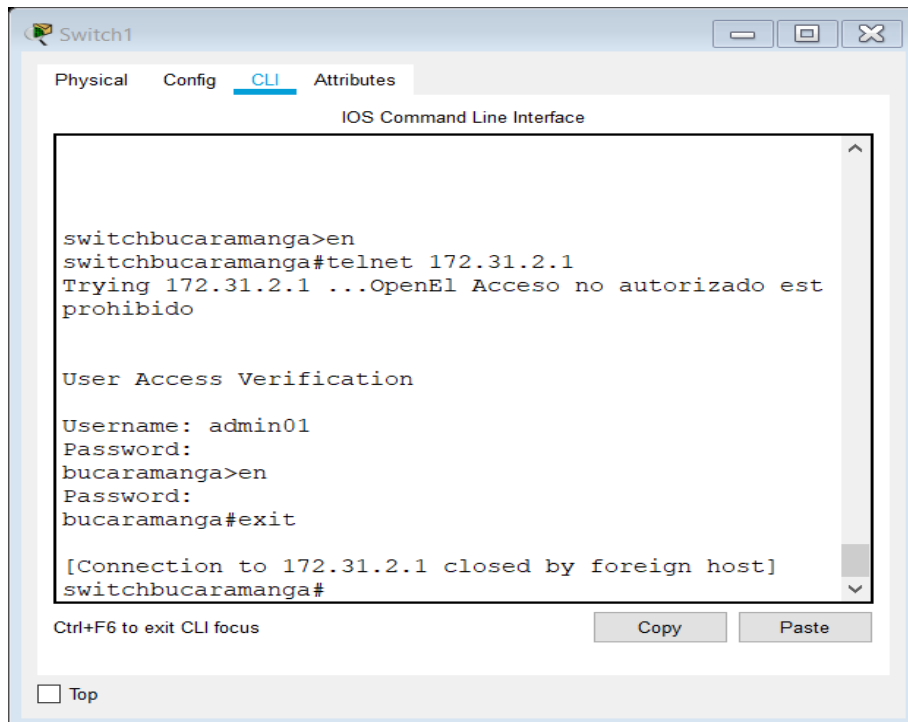 Switch1
Physical Config CLI Attributes
IOS Command Line Interface
switchbucaramanga>en
switchbucaramanga#telnet 172.31.2.1
Trying 172.31.2.1 ...OpenEl Acceso no autorizado est
prohibido
User Access Verification
Username: admin01
Password:
bucaramanga>en
Password:
bucaramanga#exit
[Connection to 172.31.2.1 closed by foreign host]
switchbucaramanga#
Ctrl+F6 to exit CLI focus Copy Paste
Top